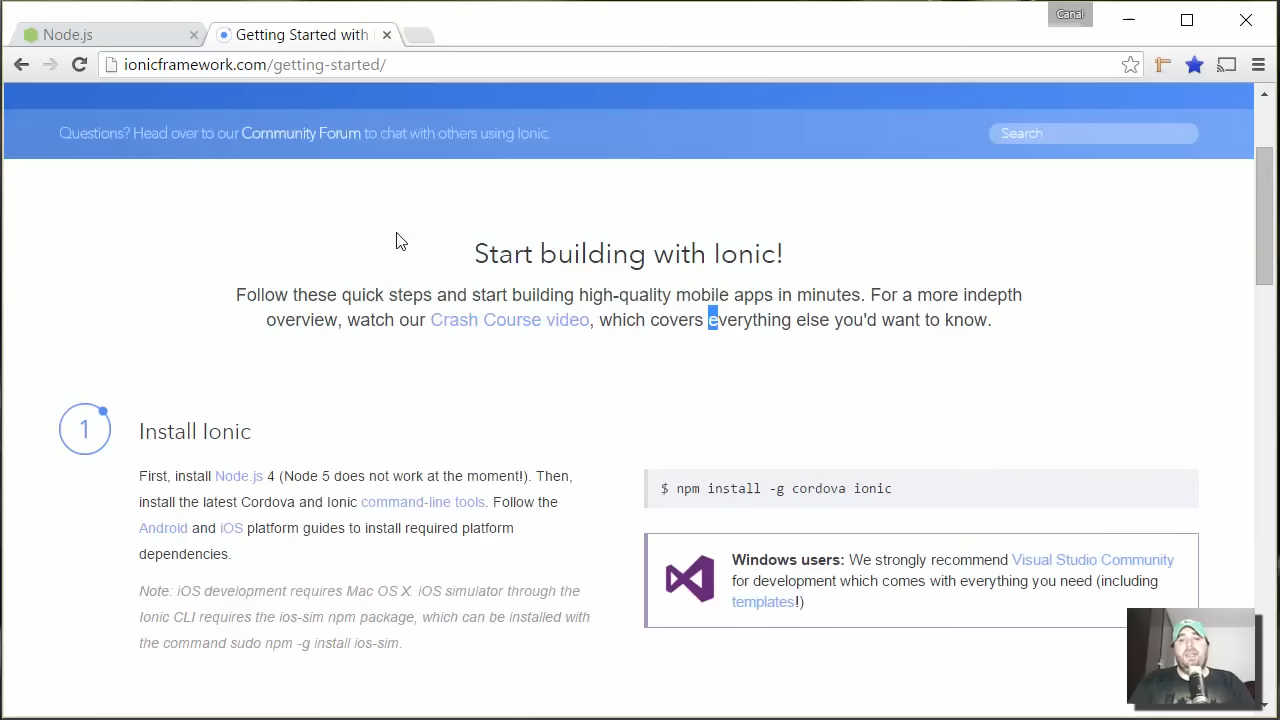 Canal
Node.js
Getting Started with
ionicframework.com/getting-started/
Questions? Head over to our Community Forum to chat with others using Ionic.
Search
Start building with Ionic!
Follow these quick steps and start building high-quality mobile apps in minutes. For a more indepth
overview, watch our Crash Course video, which covers everything else you'd want to know.
1
Install Ionic
First, install Node.js 4 (Node 5 does not work at the moment!). Then,
install the latest Cordova and Ionic command-line tools. Follow the
Android and iOS platform guides to install required platform
dependencies.
Note: iOS development requires Mac OS X. iOS simulator through the
Ionic CLI requires the ios-sim npm package, which can be installed with
the command sudo npm -g install ios-sim.
$ npm install -g cordova ionic
Windows users: We strongly recommend Visual Studio Community
for development which comes with everything you need (including
templates!)